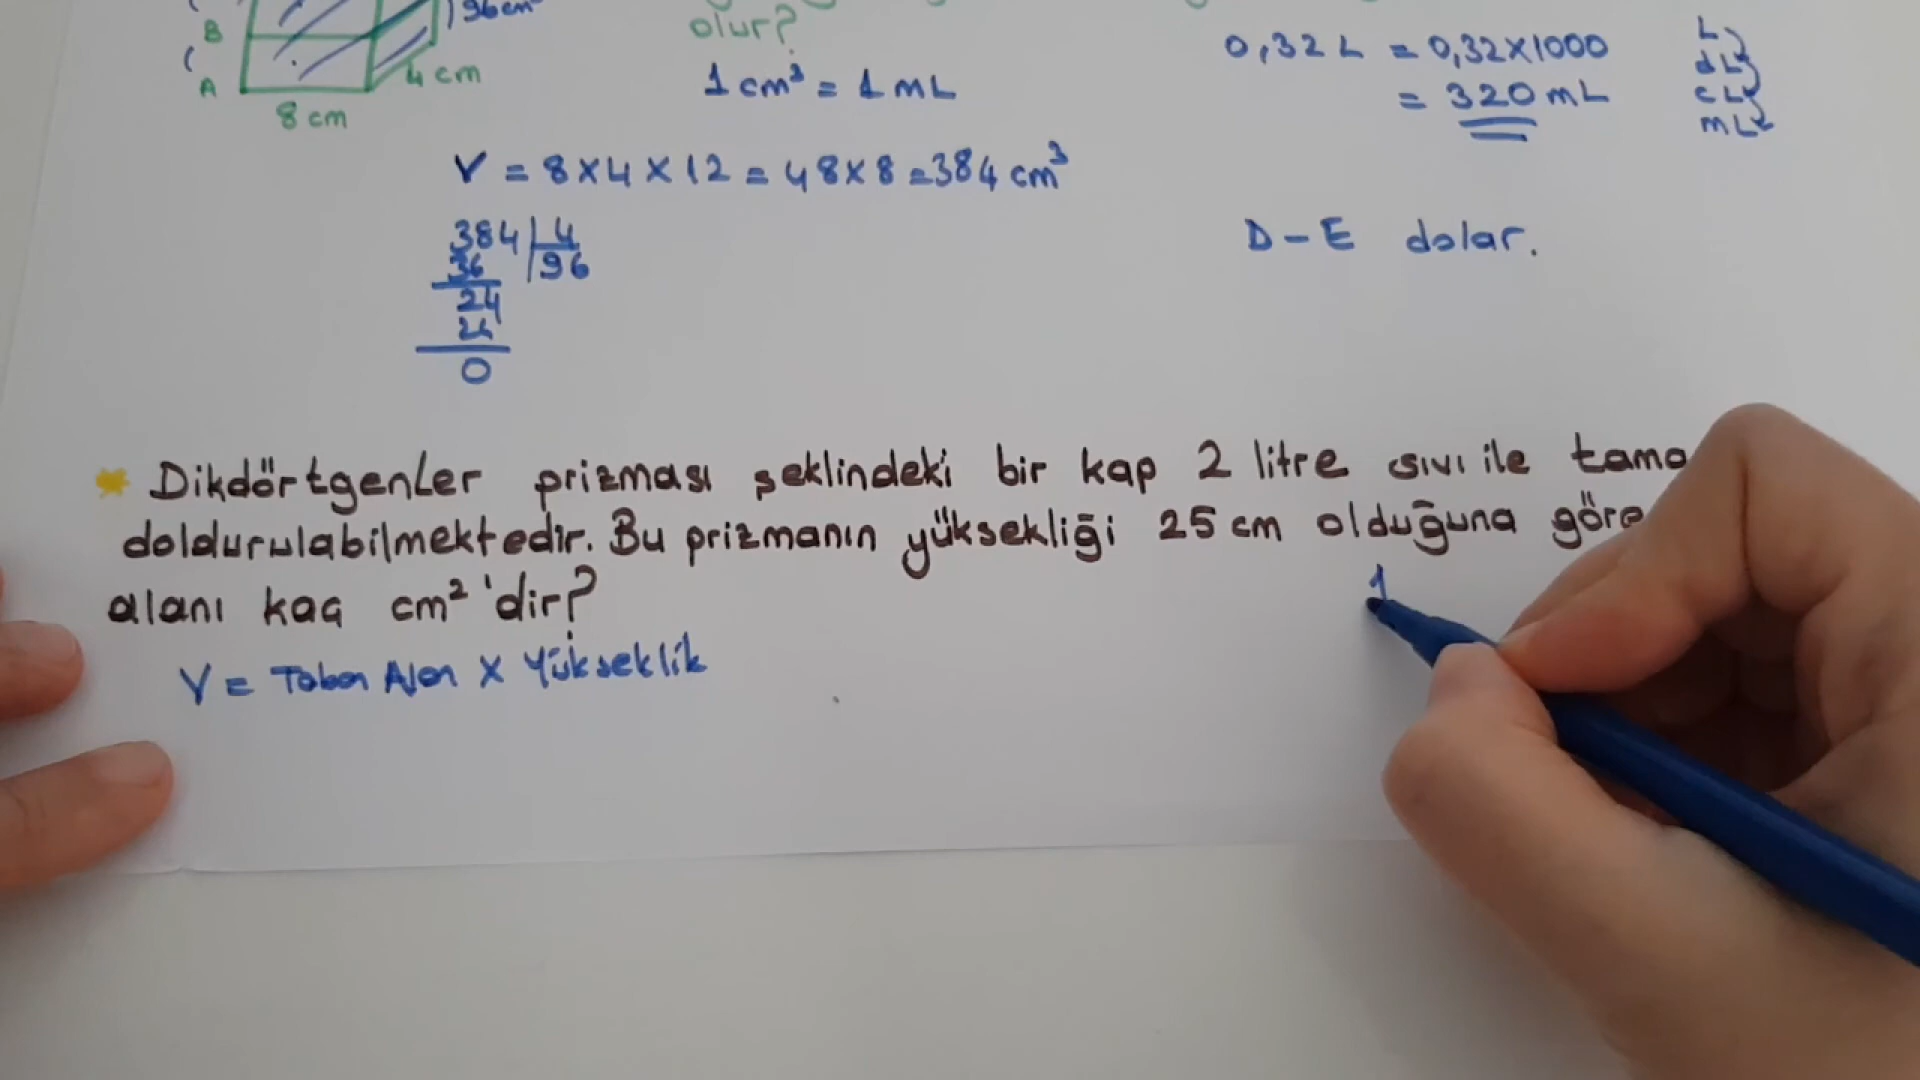 96cm
B
4 cm
A
8 cm
olur?
1 cm³ = 1 mL
0,32 L = 0,32x1000
= 320 mL
L
dL
cL
mL
V = 8x4x12 = 48x8=384 cm³
384 | 4
36 | 96
24
24
0
D-E dolar.
Dikdörtgenler prizması şeklindeki bir kap 2 litre sıvı ile
doldurulabilmektedir. Bu prizmanın yüksekliği 25 cm olduğuna göre
alanı kaç cm² 'dir?
1
V = Taban Alan x Yükseklik